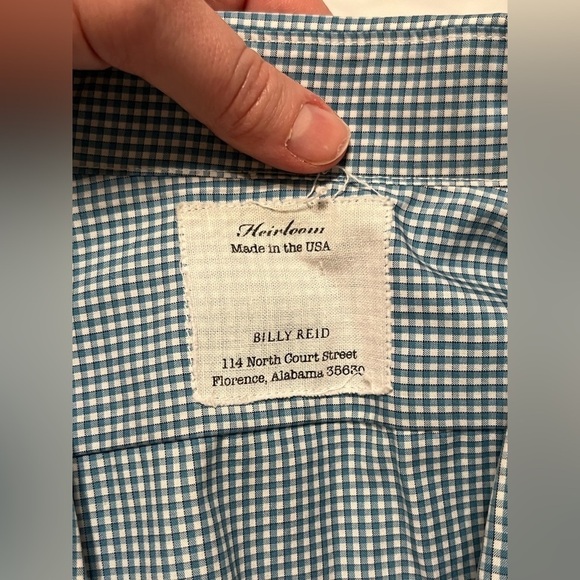 Heirloom
Made in the USA
BILLY REID
114 North Court Street
Florence, Alabama 35630